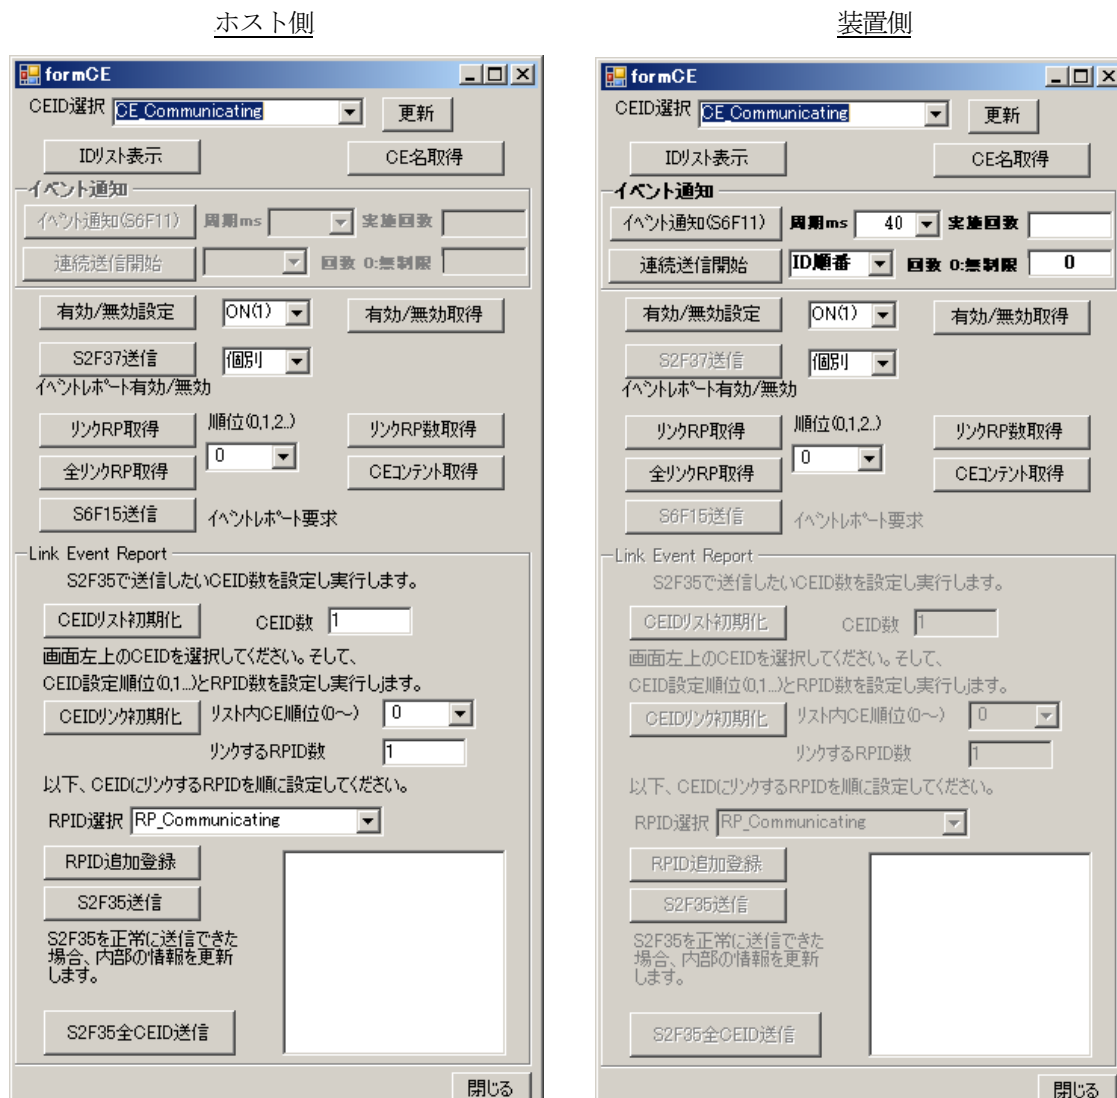 ホスト側
formCE
CEID選択 CE_Communicating 更新
IDリスト表示 CE名取得
イベント通知
イベント通知(S6F11) 周期ms 実施回数
連続送信開始 回数 0:無制限
有効/無効設定 ON(1) 有効/無効取得
S2F37送信 個別
イベントレポート有効/無効
リンクRP取得 順位(0,1,2..) リンクRP数取得
全リンクRP取得 0 CEコンテント取得
S6F15送信 イベントレポート要求
Link Event Report
S2F35で送信したいCEID数を設定し実行します。
CEIDリスト初期化 CEID数 1
画面左上のCEIDを選択してください。そして、
CEID設定順位(0,1...)とRPID数を設定し実行します。
CEIDリンク初期化 リスト内CE順位(0～) 0
リンクするRPID数 1
以下、CEIDにリンクするRPIDを順に設定してください。
RPID選択 RP_Communicating
RPID追加登録
S2F35送信
S2F35を正常に送信できた
場合、内部の情報を更新
します。
S2F35全CEID送信
閉じる
装置側
formCE
CEID選択 CE_Communicating 更新
IDリスト表示 CE名取得
イベント通知
イベント通知(S6F11) 周期ms 40 実施回数
連続送信開始 ID順番 回数 0:無制限 0
有効/無効設定 ON(1) 有効/無効取得
S2F37送信 個別
イベントレポート有効/無効
リンクRP取得 順位(0,1,2..) リンクRP数取得
全リンクRP取得 0 CEコンテント取得
S6F15送信 イベントレポート要求
Link Event Report
S2F35で送信したいCEID数を設定し実行します。
CEIDリスト初期化 CEID数 1
画面左上のCEIDを選択してください。そして、
CEID設定順位(0,1...)とRPID数を設定し実行します。
CEIDリンク初期化 リスト内CE順位(0～) 0
リンクするRPID数 1
以下、CEIDにリンクするRPIDを順に設定してください。
RPID選択 RP_Communicating
RPID追加登録
S2F35送信
S2F35を正常に送信できた
場合、内部の情報を更新
します。
S2F35全CEID送信
閉じる